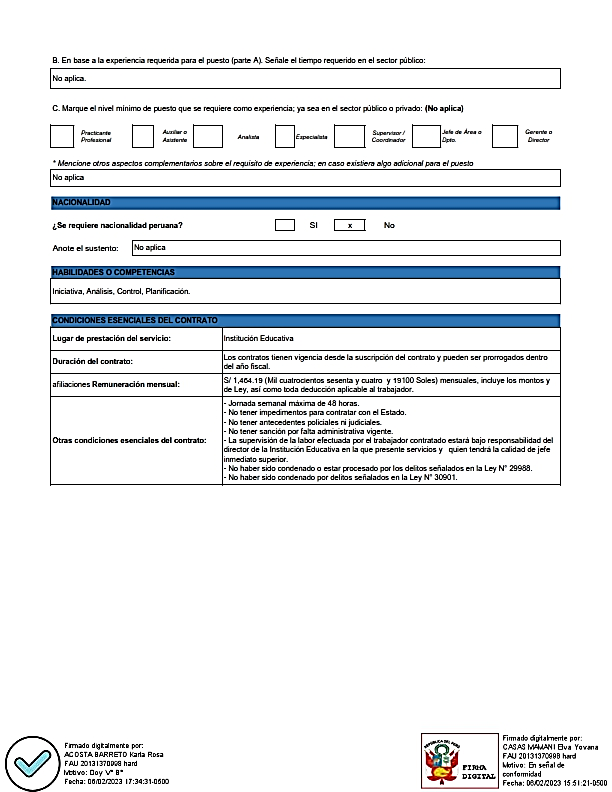 B. En base a la experiencia requerida para el puesto (parte A). Señale el tiempo requerido en el sector público:
No aplica.
C. Marque el nivel mínimo de puesto que se requiere como experiencia; ya sea en el sector público o privado: (No aplica)
Practicante Profesional
Auxiliar o Asistente
Analista
Especialista
Supervisor / Coordinador
Jefe de Área o Dpto.
Gerente o Director
* Mencione otros aspectos complementarios sobre el requisito de experiencia; en caso existiera algo adicional para el puesto
No aplica
NACIONALIDAD
¿Se requiere nacionalidad peruana? SI x No
Anote el sustento: No aplica
HABILIDADES O COMPETENCIAS
Iniciativa, Análisis, Control, Planificación.
CONDICIONES ESENCIALES DEL CONTRATO
Lugar de prestación del servicio: Institución Educativa
Duración del contrato:
Los contratos tienen vigencia desde la suscripción del contrato y pueden ser prorrogados dentro
del año fiscal.
afiliaciones Remuneración mensual:
S/ 1,464.19 (Mil cuatrocientos sesenta y cuatro y 19100 Soles) mensuales, incluye los montos y
de Ley, así como toda deducción aplicable al trabajador.
Otras condiciones esenciales del contrato:
- Jornada semanal máxima de 48 horas.
- No tener impedimentos para contratar con el Estado.
- No tener antecedentes policiales ni judiciales.
- No tener sanción por falta administrativa vigente.
- La supervisión de la labor efectuada por el trabajador contratado estará bajo responsabilidad del
director de la Institución Educativa en la que presente servicios y quien tendrá la calidad de jefe
inmediato superior.
- No haber sido condenado o estar procesado por los delitos señalados en la Ley N° 29988.
- No haber sido condenado por delitos señalados en la Ley N° 30901.
Firmado digitalmente por:
ACOSTA BARRETO Karla Rosa
FAU 20131370998 hard
Motivo: Doy V° B°
Fecha: 06/02/2023 17:34:31-0500
REPUBLICA DEL PERU
FIRMA
DIGITAL
Firmado digitalmente por:
CASAS MAMANI Elva Yovana
FAU 20131370998 hard
Motivo: En señal de
conformidad
Fecha: 06/02/2023 15:51:21-0500